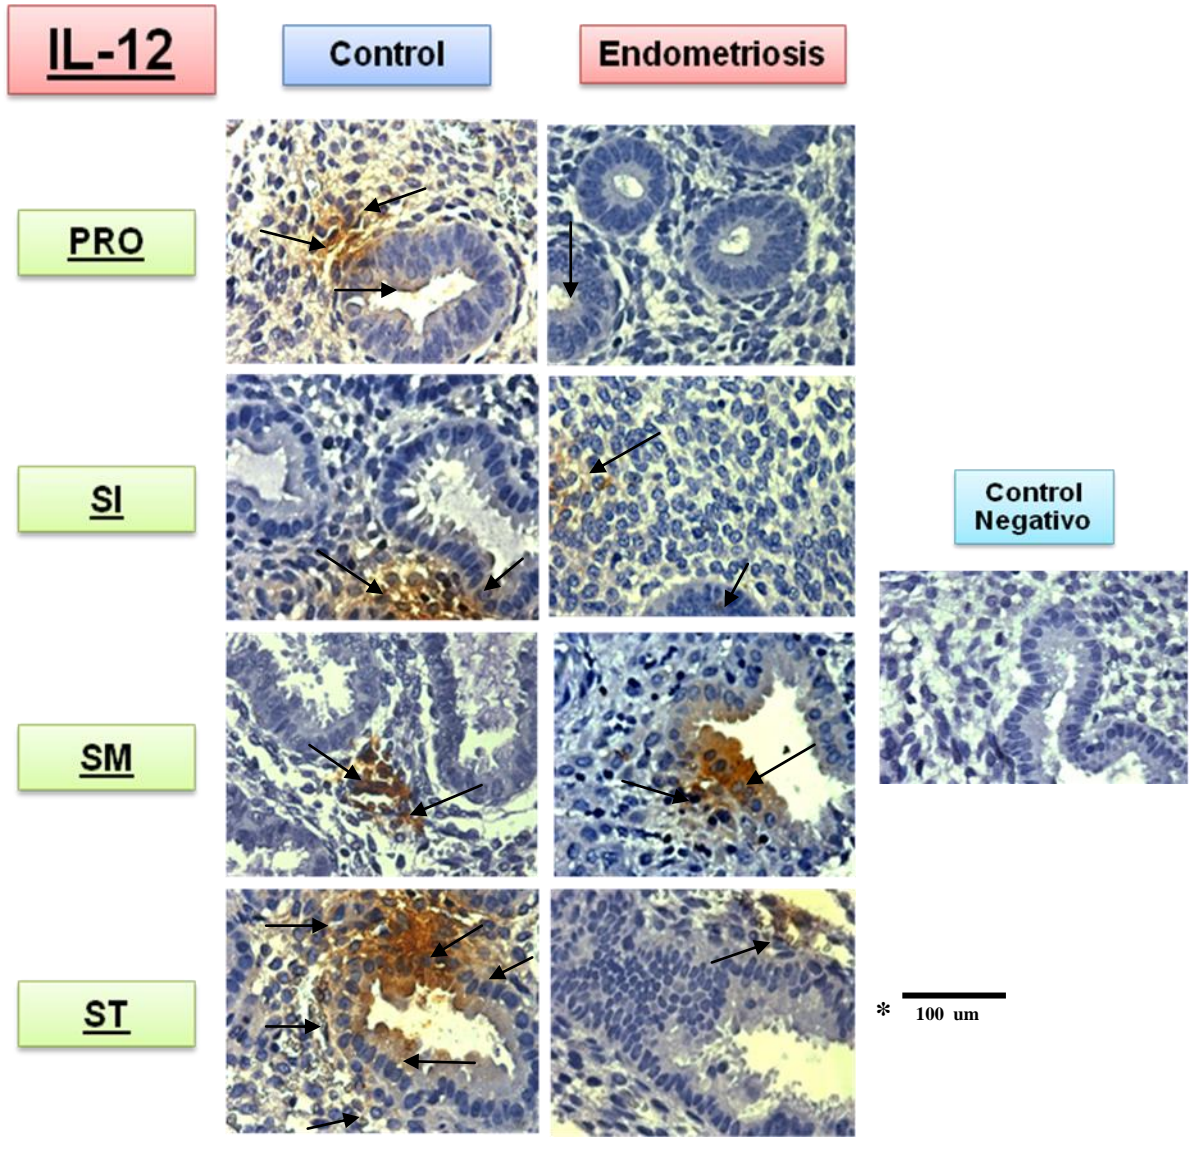 IL-12
Control
Endometriosis
PRO
SI
Control
Negativo
SM
ST
*
100 um